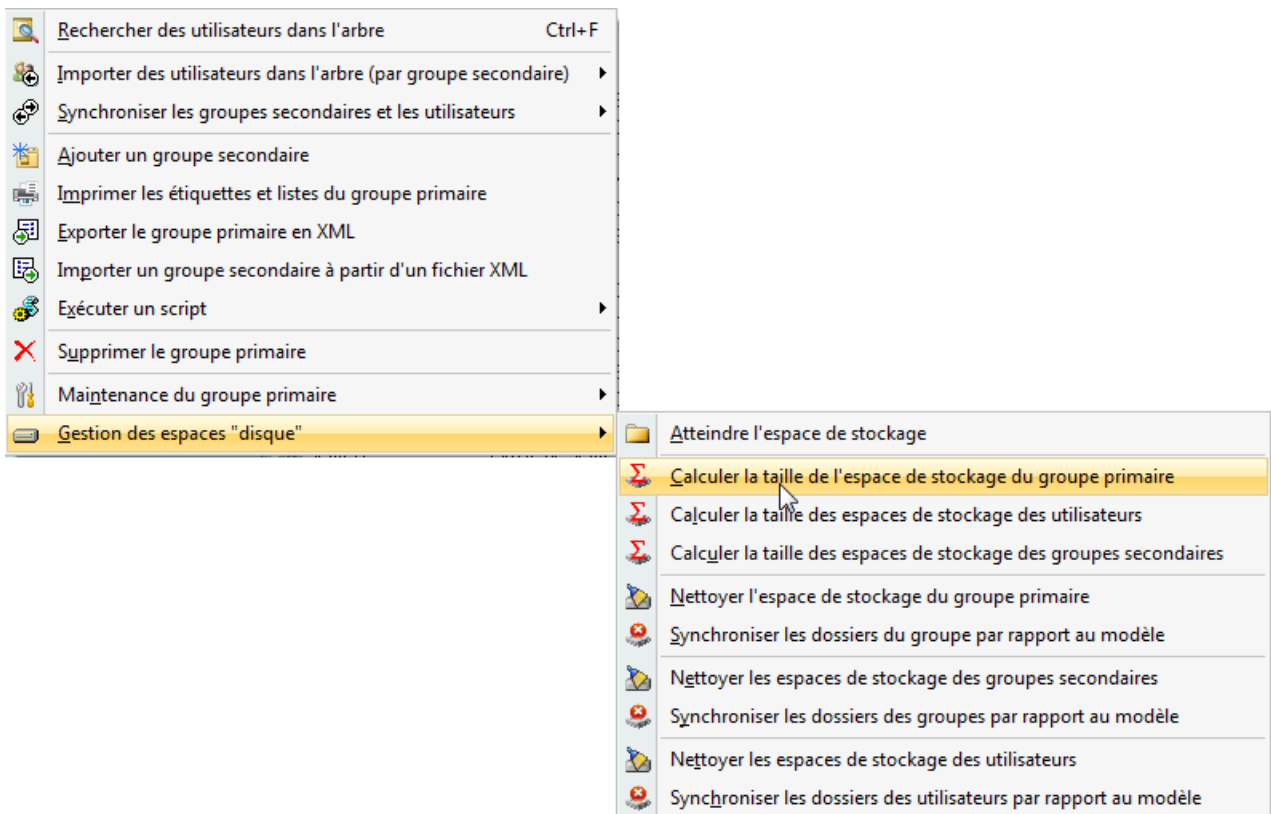 Rechercher des utilisateurs dans l'arbre Ctrl+F
Importer des utilisateurs dans l'arbre (par groupe secondaire)
Synchroniser les groupes secondaires et les utilisateurs
Ajouter un groupe secondaire
Imprimer les étiquettes et listes du groupe primaire
Exporter le groupe primaire en XML
Importer un groupe secondaire à partir d'un fichier XML
Exécuter un script
Supprimer le groupe primaire
Maintenance du groupe primaire
Gestion des espaces "disque"
Atteindre l'espace de stockage
Calculer la taille de l'espace de stockage du groupe primaire
Calculer la taille des espaces de stockage des utilisateurs
Calculer la taille des espaces de stockage des groupes secondaires
Nettoyer l'espace de stockage du groupe primaire
Synchroniser les dossiers du groupe par rapport au modèle
Nettoyer les espaces de stockage des groupes secondaires
Synchroniser les dossiers des groupes par rapport au modèle
Nettoyer les espaces de stockage des utilisateurs
Synchroniser les dossiers des utilisateurs par rapport au modèle